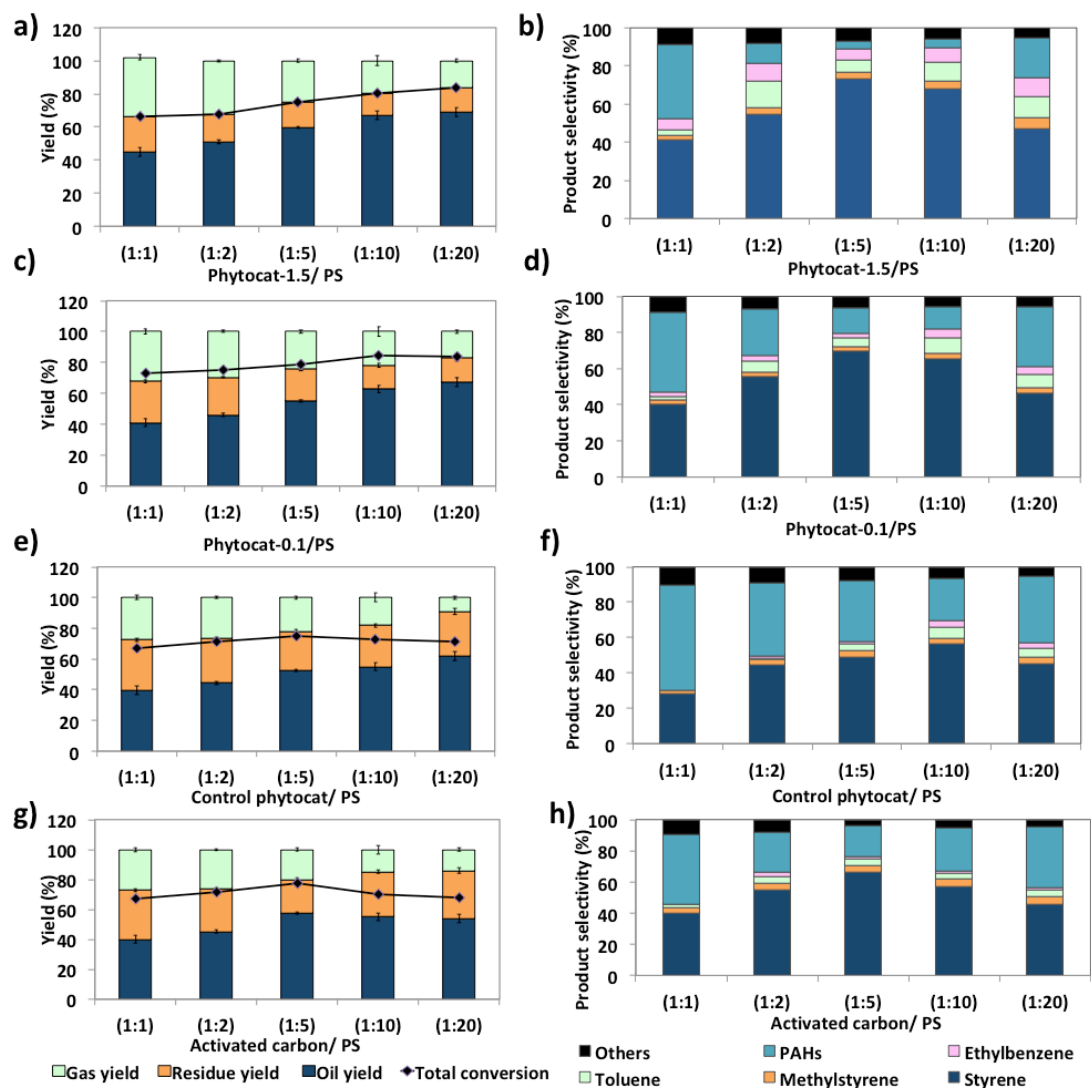 a)
120
100
80
60
40
20
0
Yield (%)
(1:1) (1:2) (1:5) (1:10) (1:20)
Phytocat-1.5/ PS
b)
100
80
60
40
20
0
Product selectivity (%)
(1:1) (1:2) (1:5) (1:10) (1:20)
Phytocat-1.5/PS
c)
120
100
80
60
40
20
0
Yield (%)
(1:1) (1:2) (1:5) (1:10) (1:20)
Phytocat-0.1/PS
d)
100
80
60
40
20
0
Product selectivity (%)
(1:1) (1:2) (1:5) (1:10) (1:20)
Phytocat-0.1/PS
e)
120
100
80
60
40
20
0
Yield (%)
(1:1) (1:2) (1:5) (1:10) (1:20)
Control phytocat/ PS
f)
100
80
60
40
20
0
Product selectivity (%)
(1:1) (1:2) (1:5) (1:10) (1:20)
Control phytocat/ PS
g)
120
100
80
60
40
20
0
Yield (%)
(1:1) (1:2) (1:5) (1:10) (1:20)
Activated carbon/ PS
Gas yield Residue yield Oil yield Total conversion
h)
100
80
60
40
20
0
Product selectivity (%)
(1:1) (1:2) (1:5) (1:10) (1:20)
Activated carbon/ PS
Others PAHs Ethylbenzene
Toluene Methylstyrene Styrene